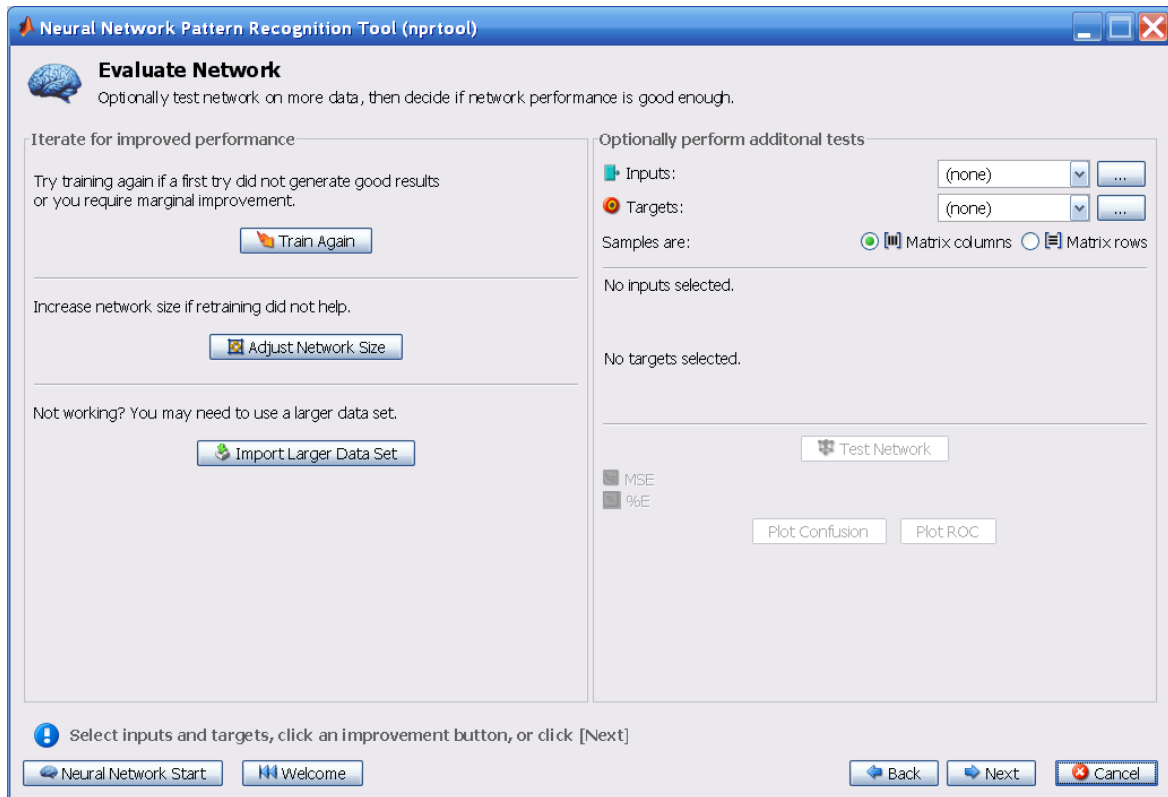 Neural Network Pattern Recognition Tool (nprtool)
Evaluate Network
Optionally test network on more data, then decide if network performance is good enough.
Iterate for improved performance
Try training again if a first try did not generate good results
or you require marginal improvement.
Train Again
Increase network size if retraining did not help.
Adjust Network Size
Not working? You may need to use a larger data set.
Import Larger Data Set
Optionally perform additonal tests
Inputs: (none) ...
Targets: (none) ...
Samples are: Matrix columns Matrix rows
No inputs selected.
No targets selected.
Test Network
MSE
%E
Plot Confusion Plot ROC
Select inputs and targets, click an improvement button, or click [Next]
Neural Network Start Welcome Back Next Cancel